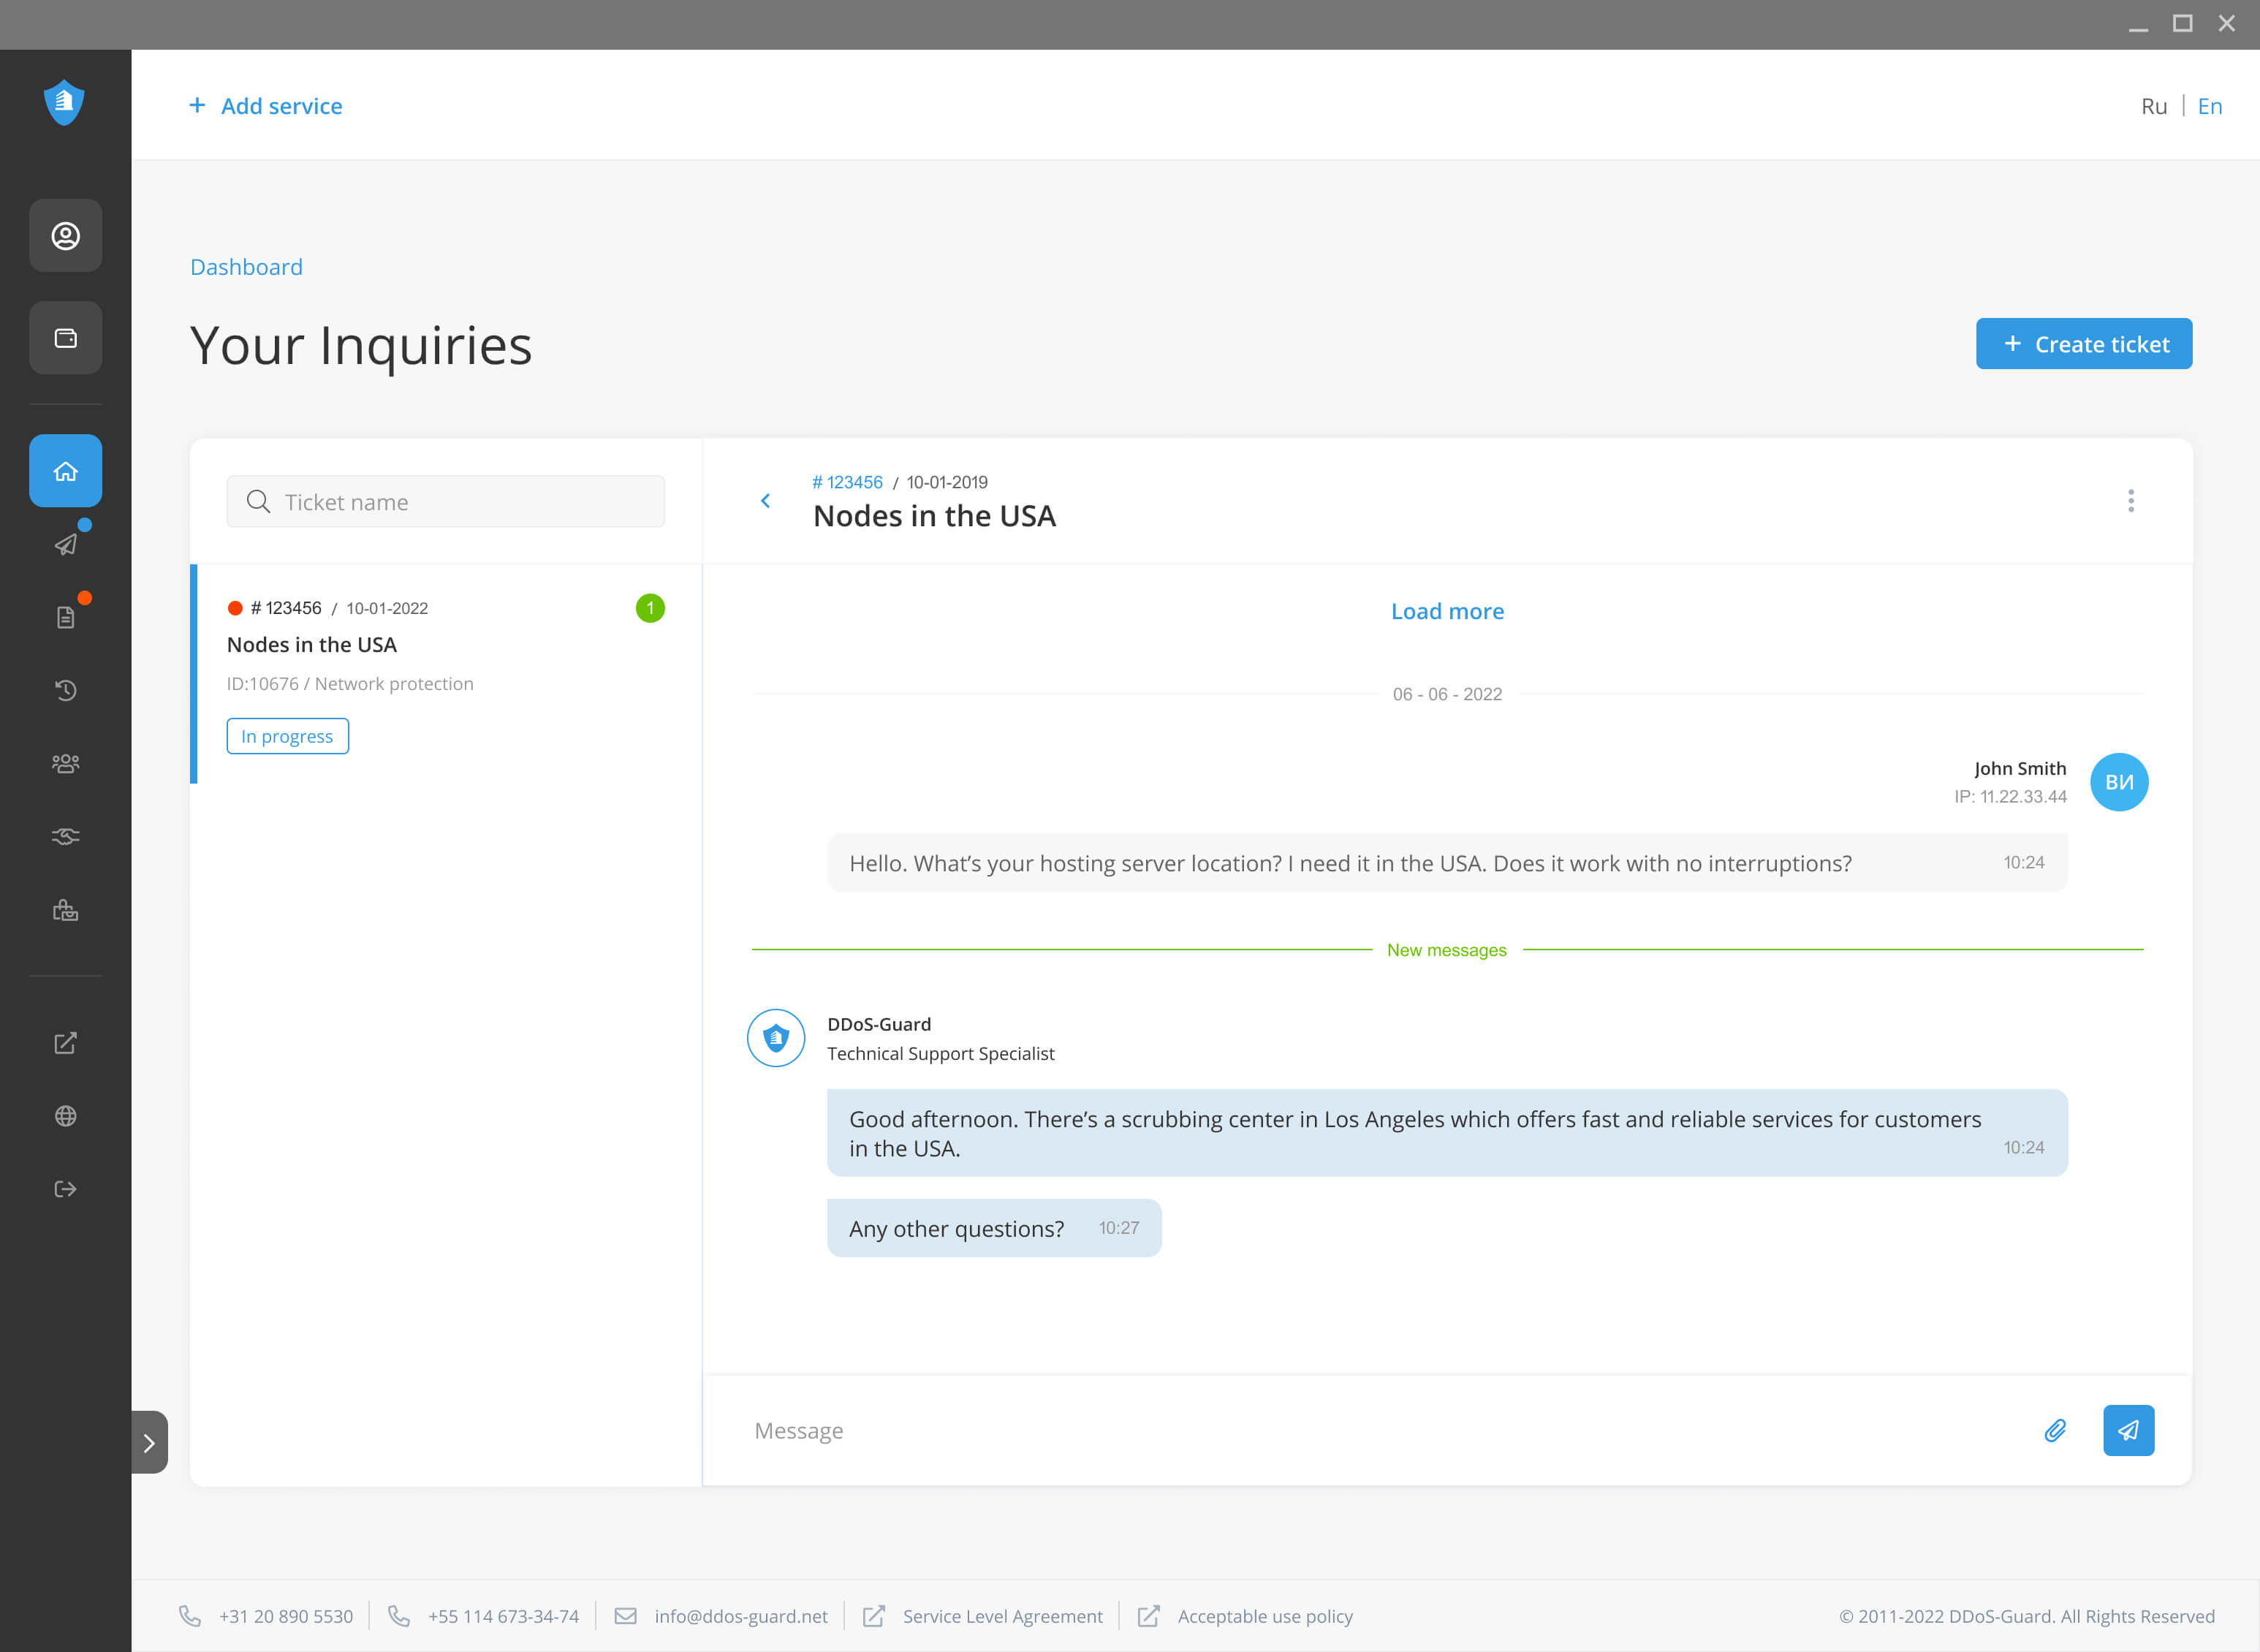 + Add service
Ru | En
Dashboard
Your Inquiries
+ Create ticket
Ticket name
# 123456 / 10-01-2022
1
Nodes in the USA
ID:10676 / Network protection
In progress
# 123456 / 10-01-2019
Nodes in the USA
Load more
06 - 06 - 2022
John Smith
IP: 11.22.33.44
ВИ
Hello. What’s your hosting server location? I need it in the USA. Does it work with no interruptions?
10:24
New messages
DDoS-Guard
Technical Support Specialist
Good afternoon. There’s a scrubbing center in Los Angeles which offers fast and reliable services for customers
in the USA.
10:24
Any other questions?
10:27
Message
+31 20 890 5530
+55 114 673-34-74
info@ddos-guard.net
Service Level Agreement
Acceptable use policy
© 2011-2022 DDoS-Guard. All Rights Reserved